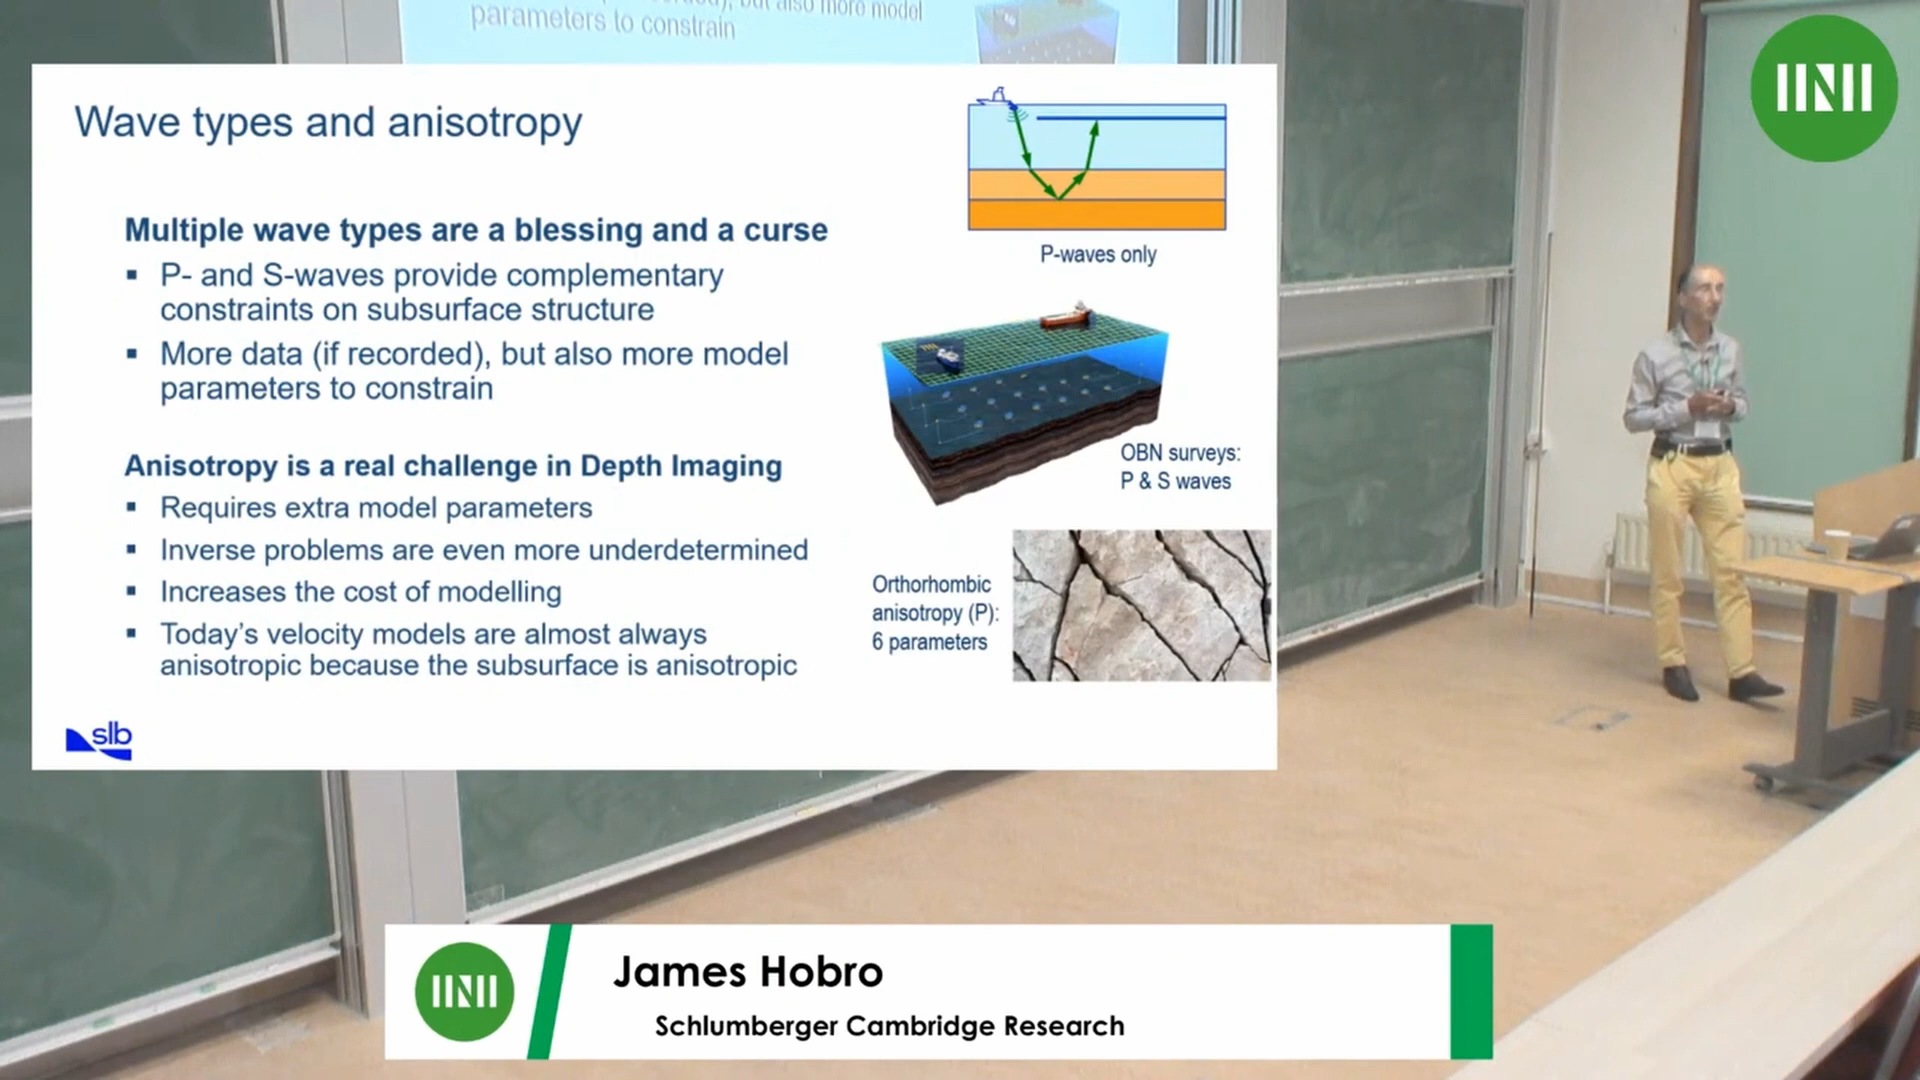 but also more model
parameters to constrain
Wave types and anisotropy
Multiple wave types are a blessing and a curse
▪ P- and S-waves provide complementary
constraints on subsurface structure
▪ More data (if recorded), but also more model
parameters to constrain
Anisotropy is a real challenge in Depth Imaging
▪ Requires extra model parameters
▪ Inverse problems are even more underdetermined
▪ Increases the cost of modelling
▪ Today's velocity models are almost always
anisotropic because the subsurface is anisotropic
P-waves only
OBN surveys:
P & S waves
Orthorhombic
anisotropy (P):
6 parameters
slb
James Hobro
Schlumberger Cambridge Research